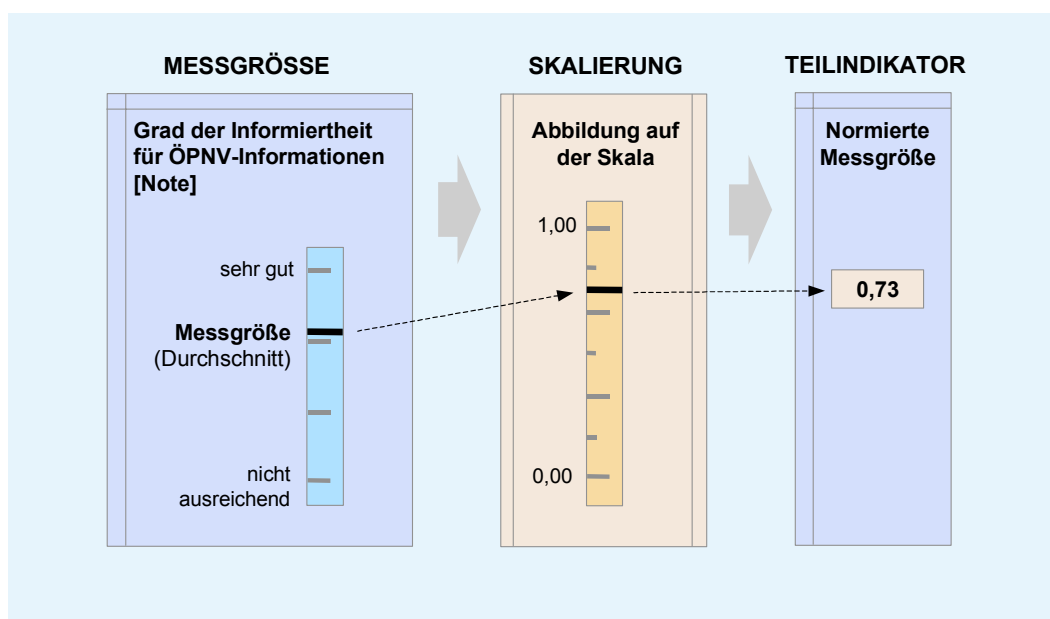 MESSGRÖSSE
Grad der Informiertheit
für ÖPNV-Informationen
[Note]
sehr gut
Messgröße
(Durchschnitt)
nicht
ausreichend
SKALIERUNG
Abbildung auf
der Skala
1,00
0,00
TEILINDIKATOR
Normierte
Messgröße
0,73